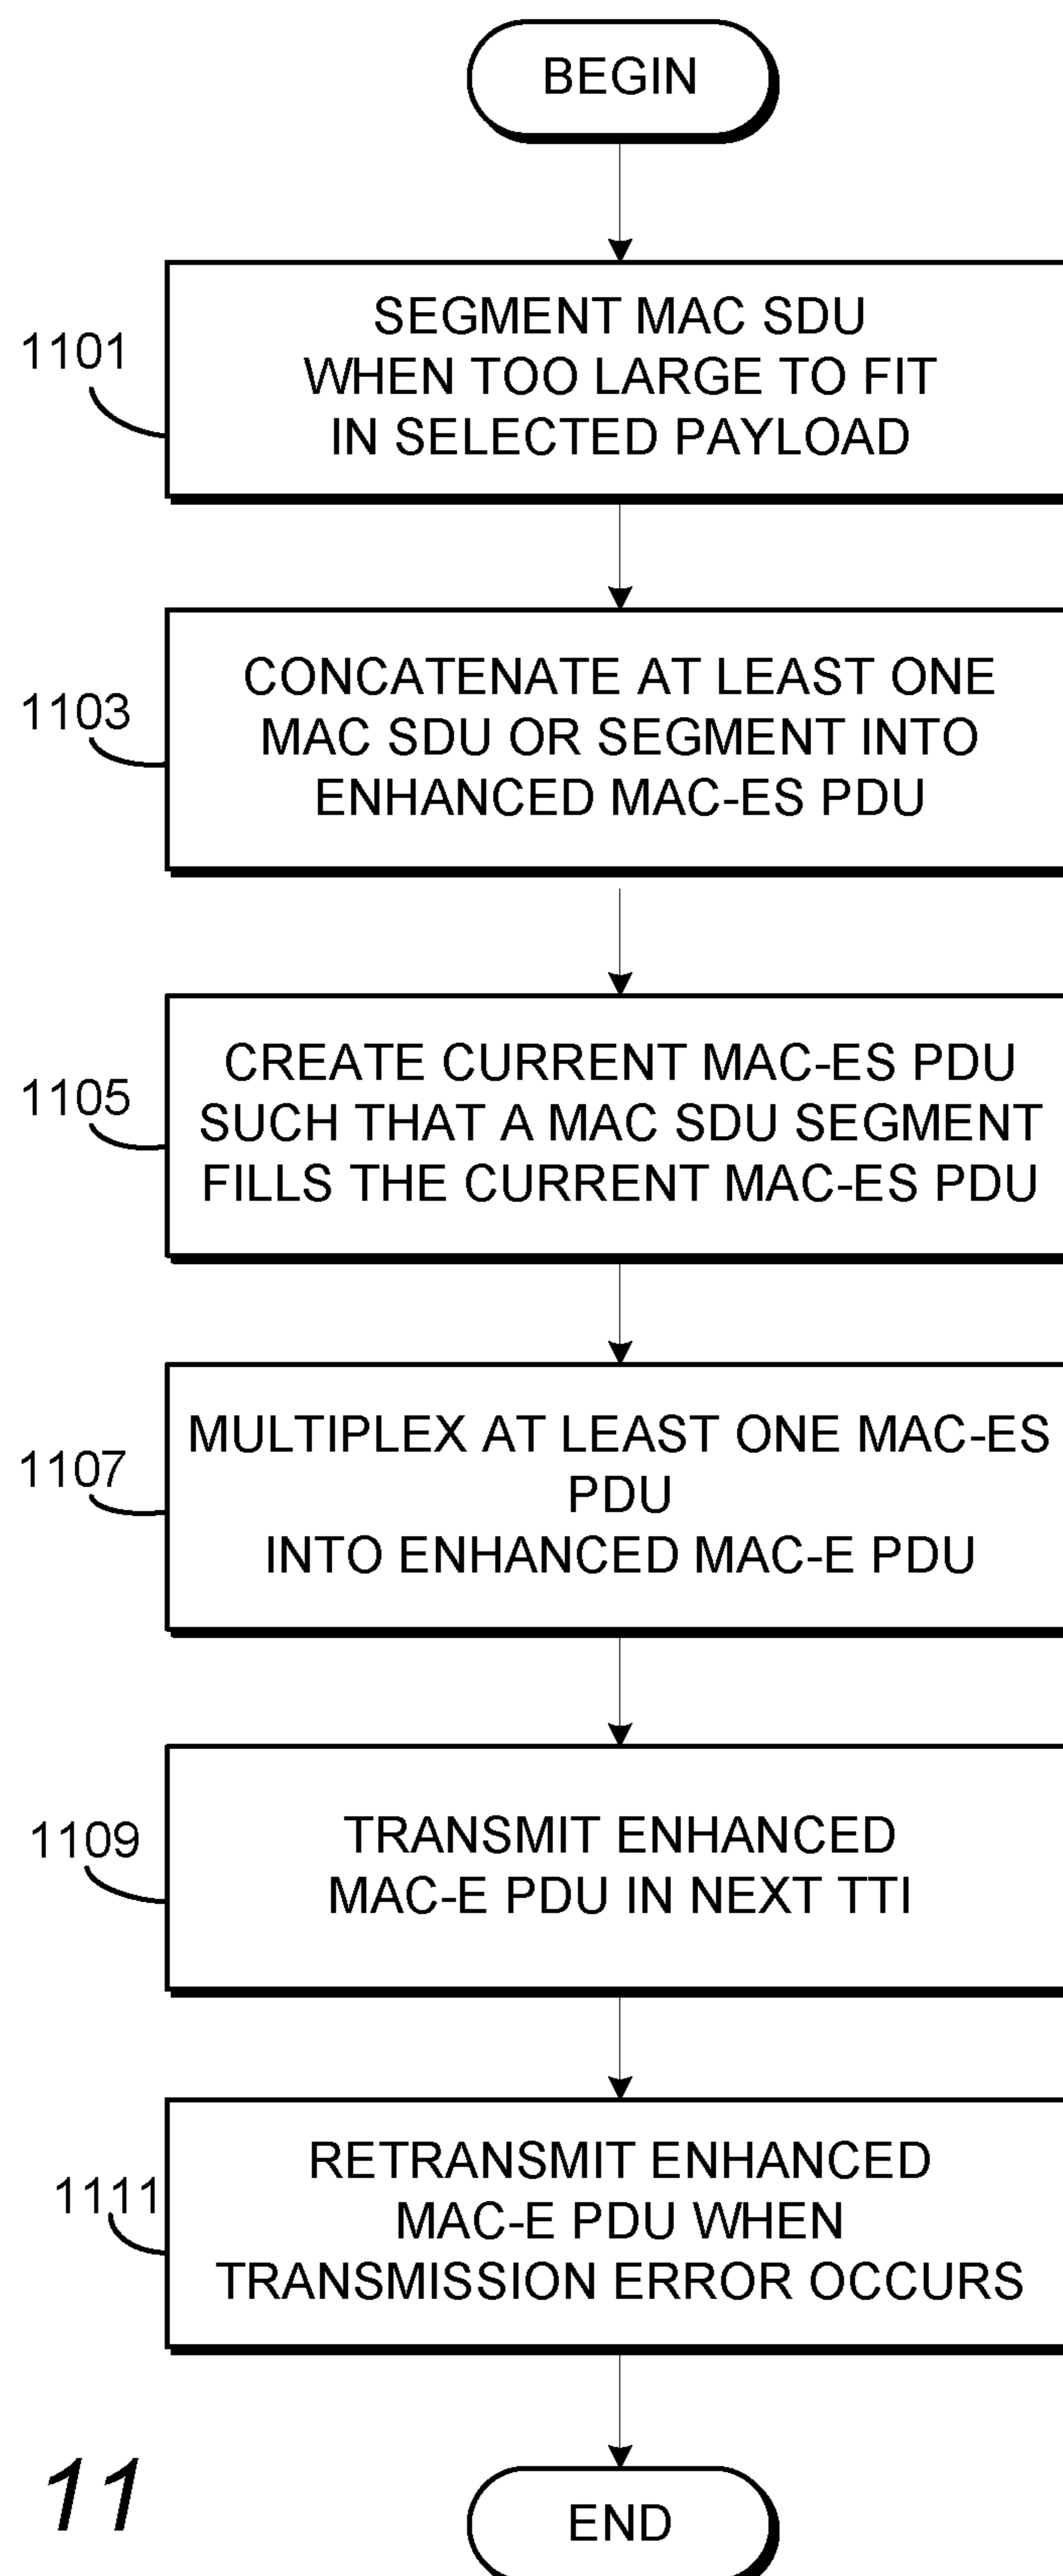 BEGIN
1101
SEGMENT MAC SDU
WHEN TOO LARGE TO FIT
IN SELECTED PAYLOAD
1103
CONCATENATE AT LEAST ONE
MAC SDU OR SEGMENT INTO
ENHANCED MAC-ES PDU
1105
CREATE CURRENT MAC-ES PDU
SUCH THAT A MAC SDU SEGMENT
FILLS THE CURRENT MAC-ES PDU
1107
MULTIPLEX AT LEAST ONE MAC-ES
PDU
INTO ENHANCED MAC-E PDU
1109
TRANSMIT ENHANCED
MAC-E PDU IN NEXT TTI
1111
RETRANSMIT ENHANCED
MAC-E PDU WHEN
TRANSMISSION ERROR OCCURS
11
END